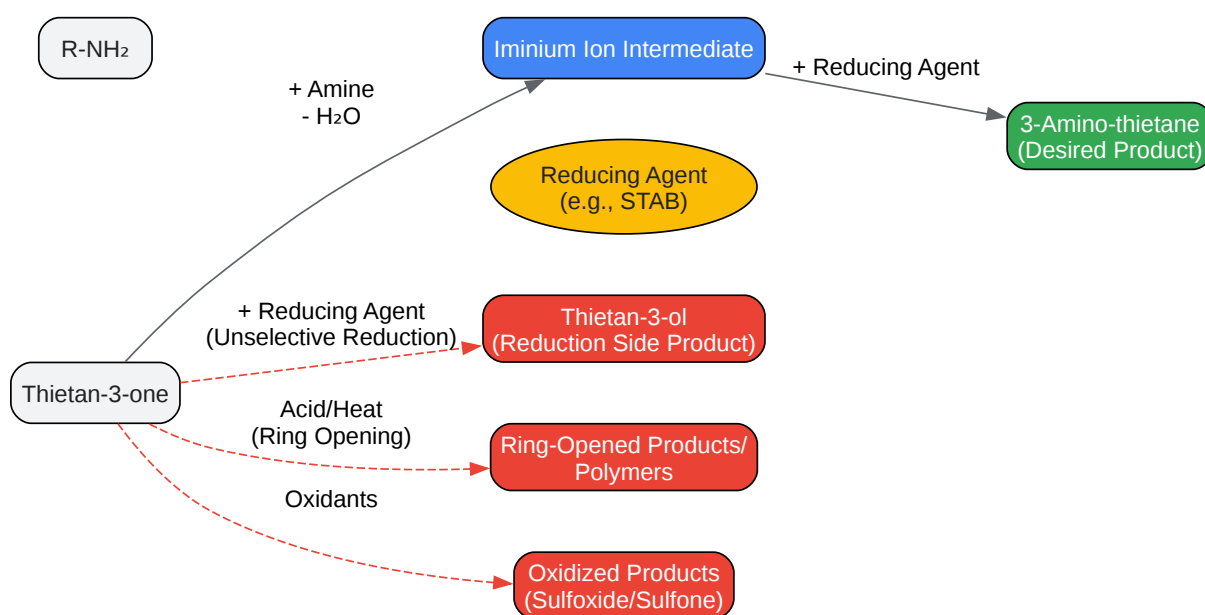 R-NH₂
Iminium Ion Intermediate
+ Reducing Agent
+ Amine
- H₂O
3-Amino-thietane
(Desired Product)
Reducing Agent
(e.g., STAB)
+ Reducing Agent
(Unselective Reduction)
Thietan-3-ol
(Reduction Side Product)
Thietan-3-one
Acid/Heat
(Ring Opening)
Ring-Opened Products/
Polymers
Oxidants
Oxidized Products
(Sulfoxide/Sulfone)